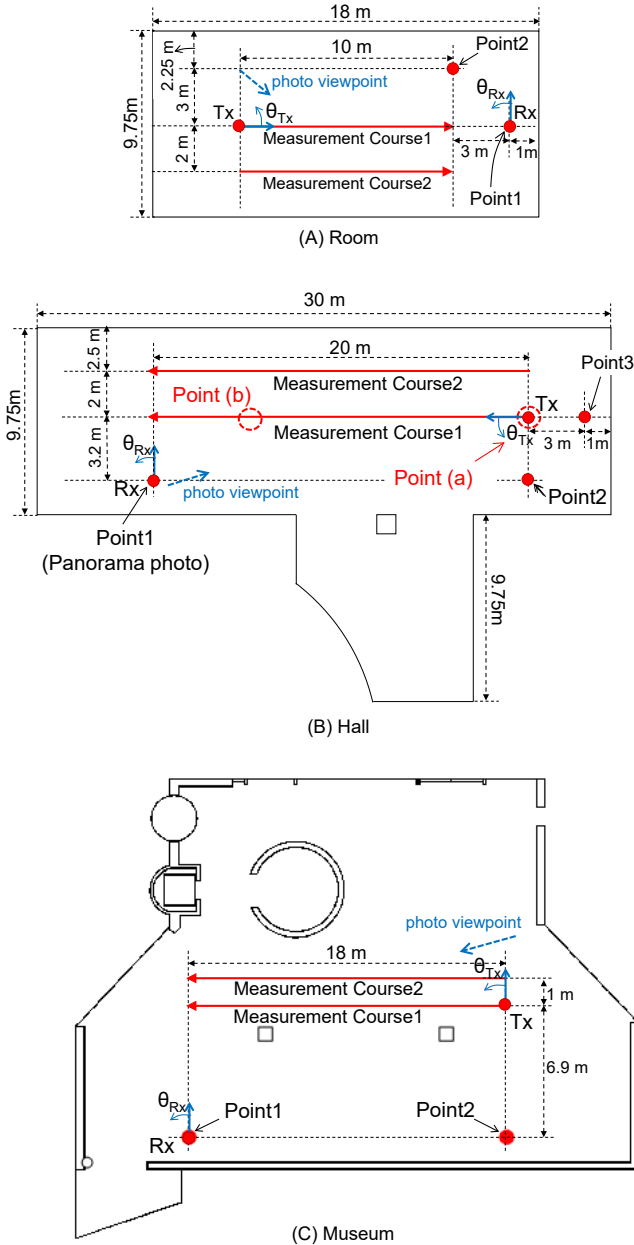 18 m
10 m
Point2
2.25 m
3 m
photo viewpoint
θRx
9.75m
Tx
θTx
Rx
Measurement Course1
2 m
3 m
1m
Measurement Course2
Point1
(A) Room
30 m
2.5 m
20 m
Point3
2 m
Measurement Course2
Point (b)
Tx
9.75m
Measurement Course1
θTx
3 m
1m
3.2 m
θRx
Point (a)
Rx
photo viewpoint
Point2
Point1
(Panorama photo)
9.75m
(B) Hall
photo viewpoint
18 m
θTx
Measurement Course2
1 m
Measurement Course1
Tx
6.9 m
θRx
Point1
Point2
Rx
(C) Museum